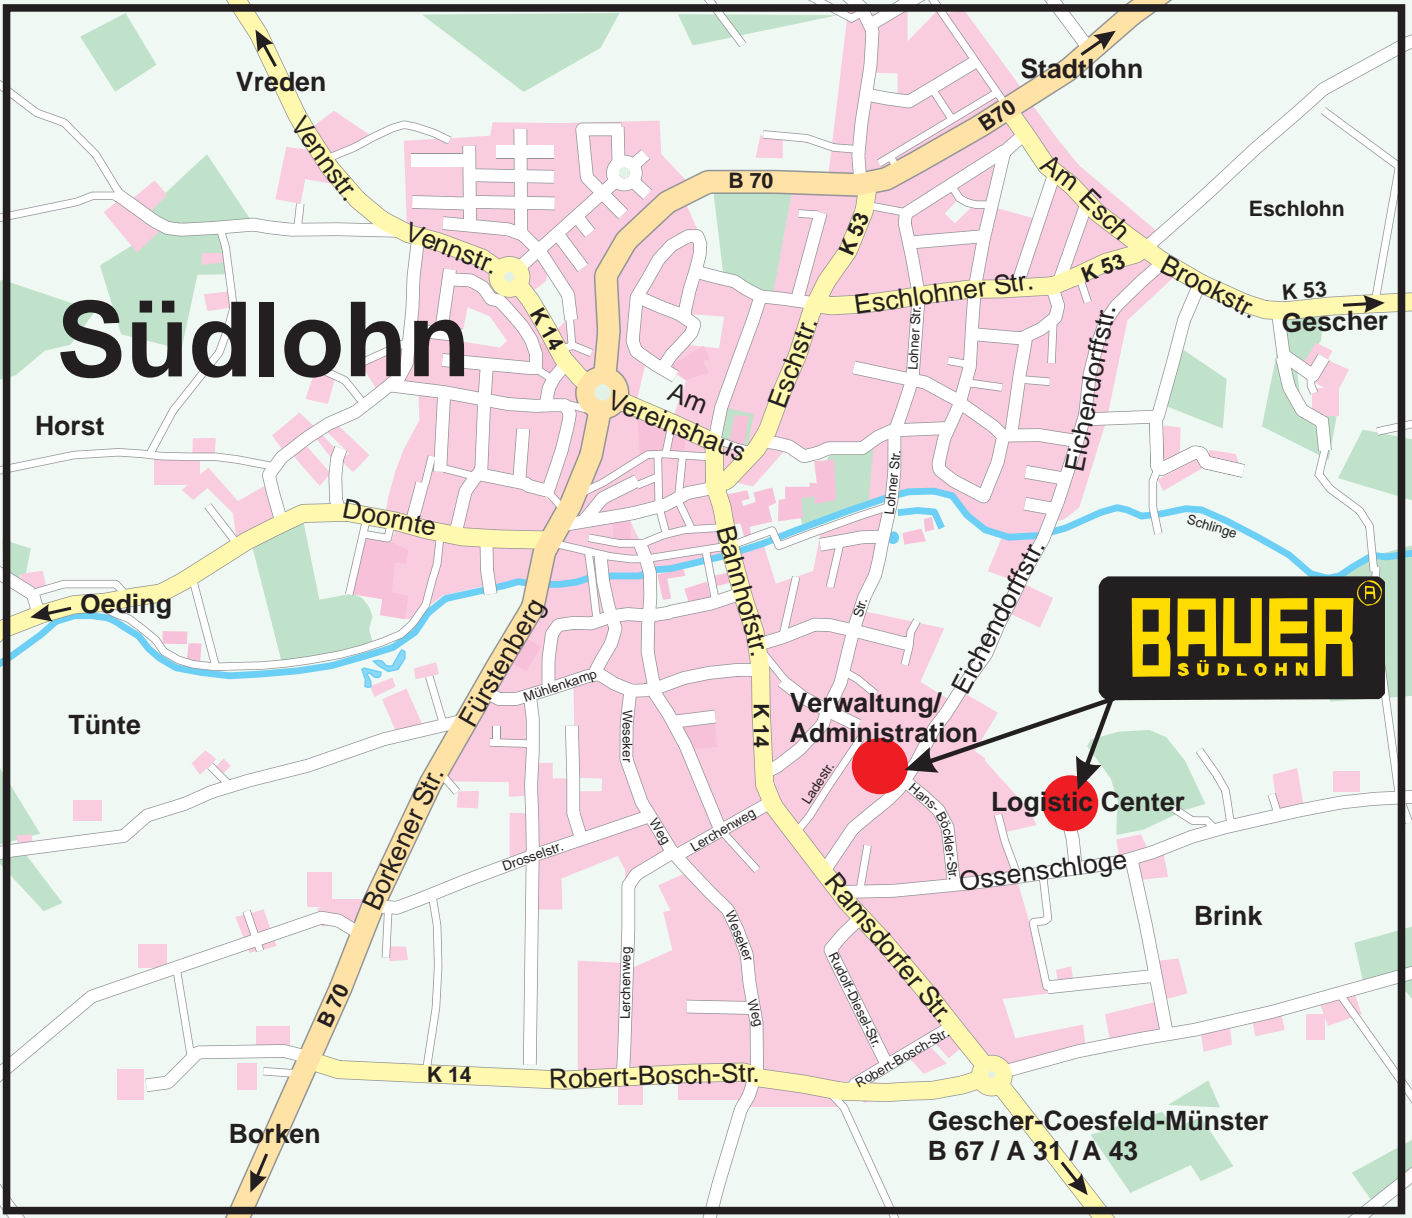 Vreden
Stadtlohn
B70
Vennstr.
B 70
Am Esch
Eschlohn
K 53
Vennstr.
K 53
Brookstr.
K 53
Gescher
Eschlohner Str.
Südlohn
K 14
Lohner Str.
Eschstr.
Eichendorffstr.
Am
Vereinshaus
Horst
Lohner Str.
Doornte
Schlinge
Bahnhofstr.
Eichendorffstr.
Oeding
Str.
BAUER
R
SÜDLOHN
Fürstenberg
Mühlenkamp
Tünte
Weseker
K 14
Verwaltung/
Administration
Ladestr.
Logistic Center
Hans- Böckler-Str.
Borkener Str.
Weg
Lerchenweg
Drosselstr.
Ossenschloge
Ramsdorfer Str.
Brink
Weseker
Lerchenweg
Rudolf-Diesel-Str.
B 70
Weg
Robert-Bosch-Str.
K 14
Robert-Bosch-Str.
Borken
Gescher-Coesfeld-Münster
B 67 / A 31 / A 43